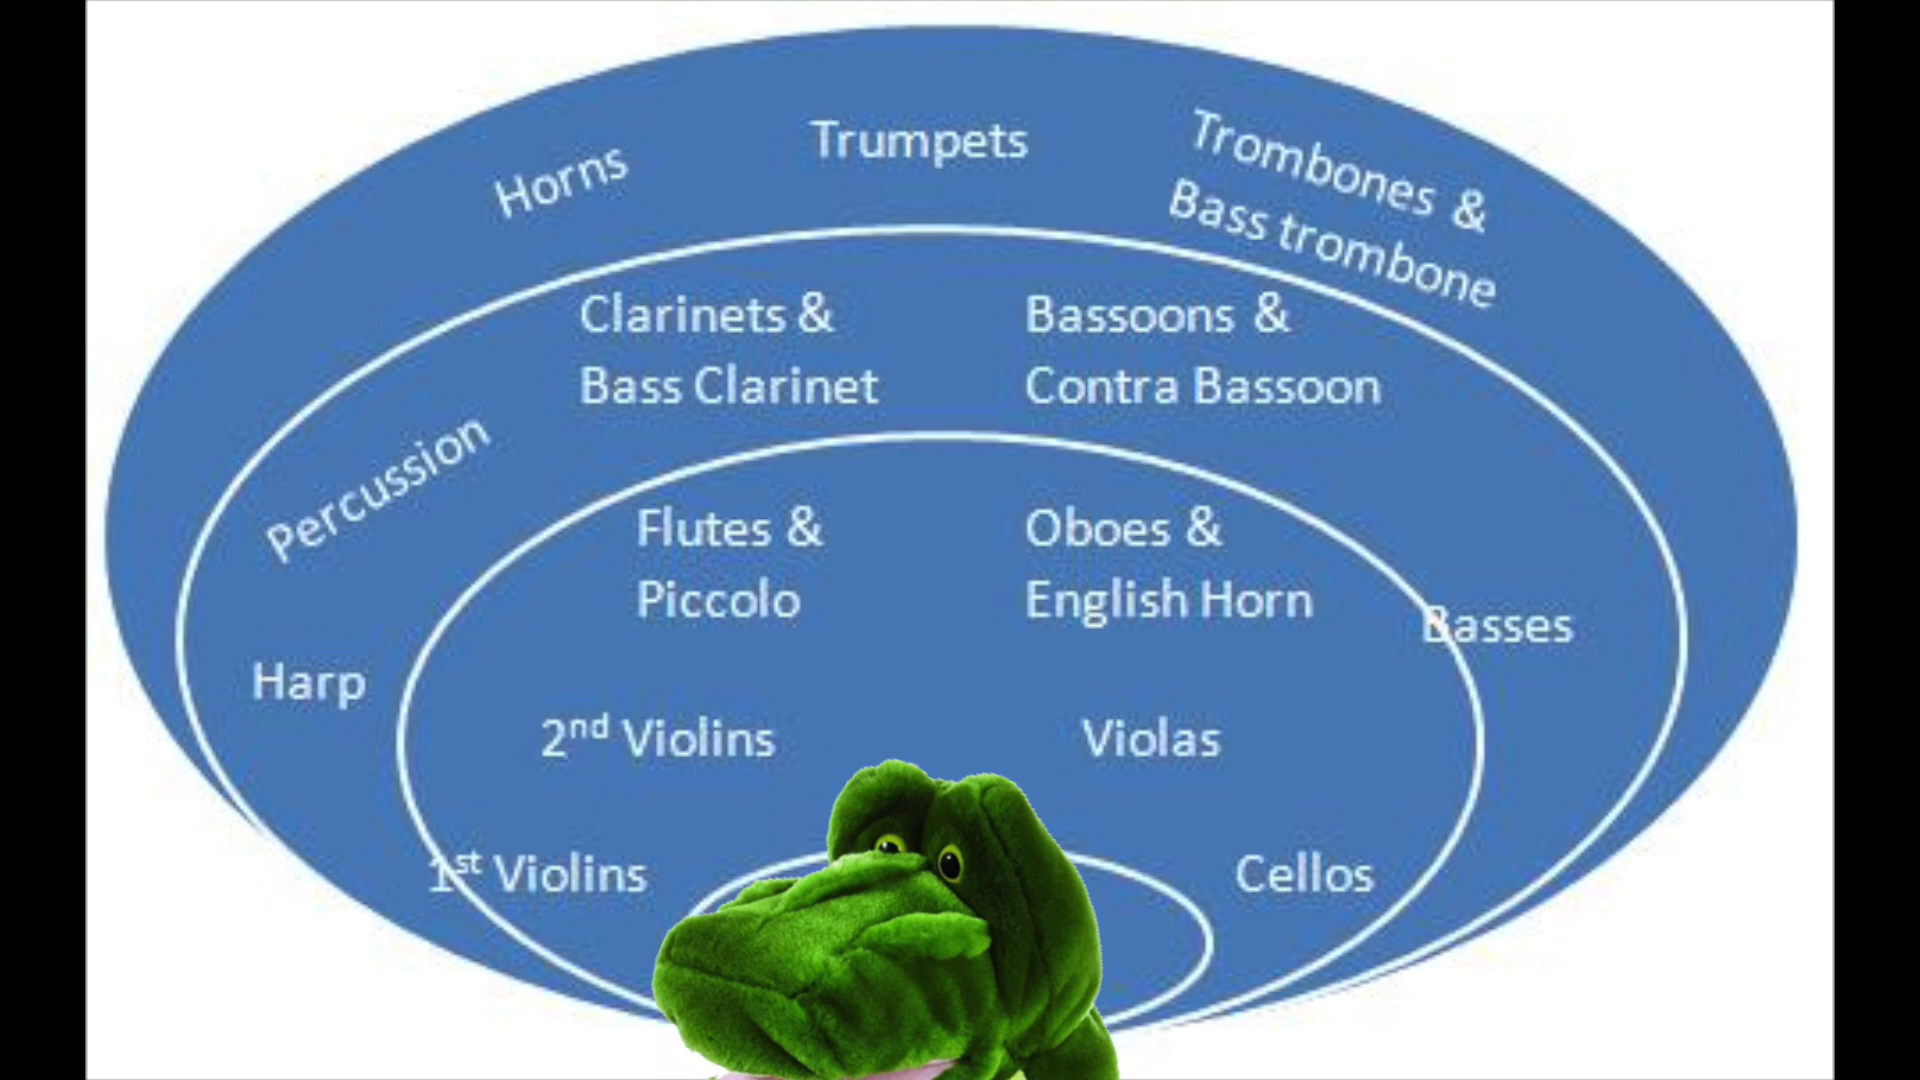 Horns
Trumpets
Trombones &
Bass trombone
Clarinets &
Bass Clarinet
Bassoons &
Contra Bassoon
Percussion
Flutes &
Piccolo
Oboes &
English Horn
Basses
Harp
2nd Violins
Violas
1st Violins
Cellos